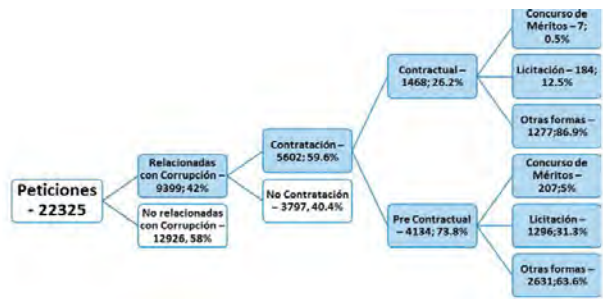 Peticiones
- 22325
Relacionadas
con Corrupción –
9399; 42%
No relacionadas
con Corrupción –
12926, 58%
Contratación –
5602; 59.6%
No Contratación
– 3797, 40.4%
Contractual –
1468; 26.2%
Pre Contractual
– 4134; 73.8%
Concurso de
Méritos – 7;
0.5%
Licitación – 184;
12.5%
Otras formas –
1277;86.9%
Concurso de
Méritos –
207;5%
Licitación –
1296;31.3%
Otras formas –
2631;63.6%